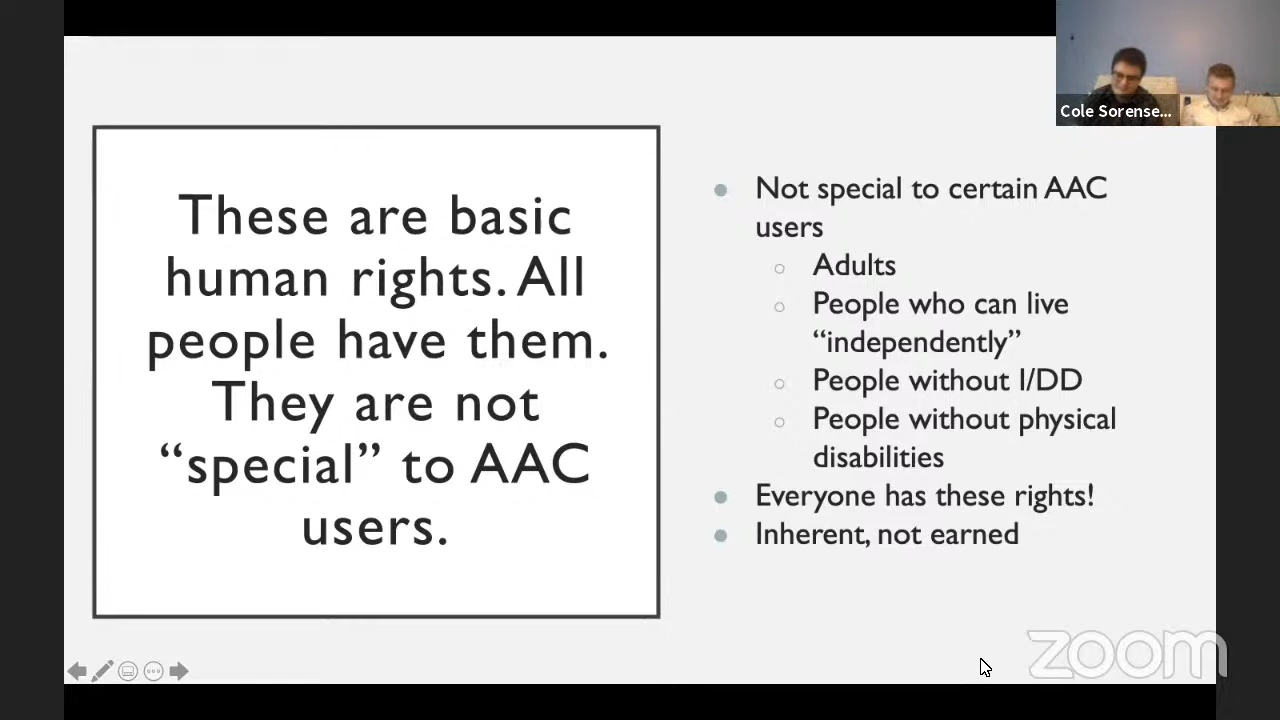 Cole Sorense...
These are basic
human rights. All
people have them.
They are not
“special” to AAC
users.
Not special to certain AAC
users
Adults
People who can live
“independently”
People without I/DD
People without physical
disabilities
Everyone has these rights!
Inherent, not earned
zoom